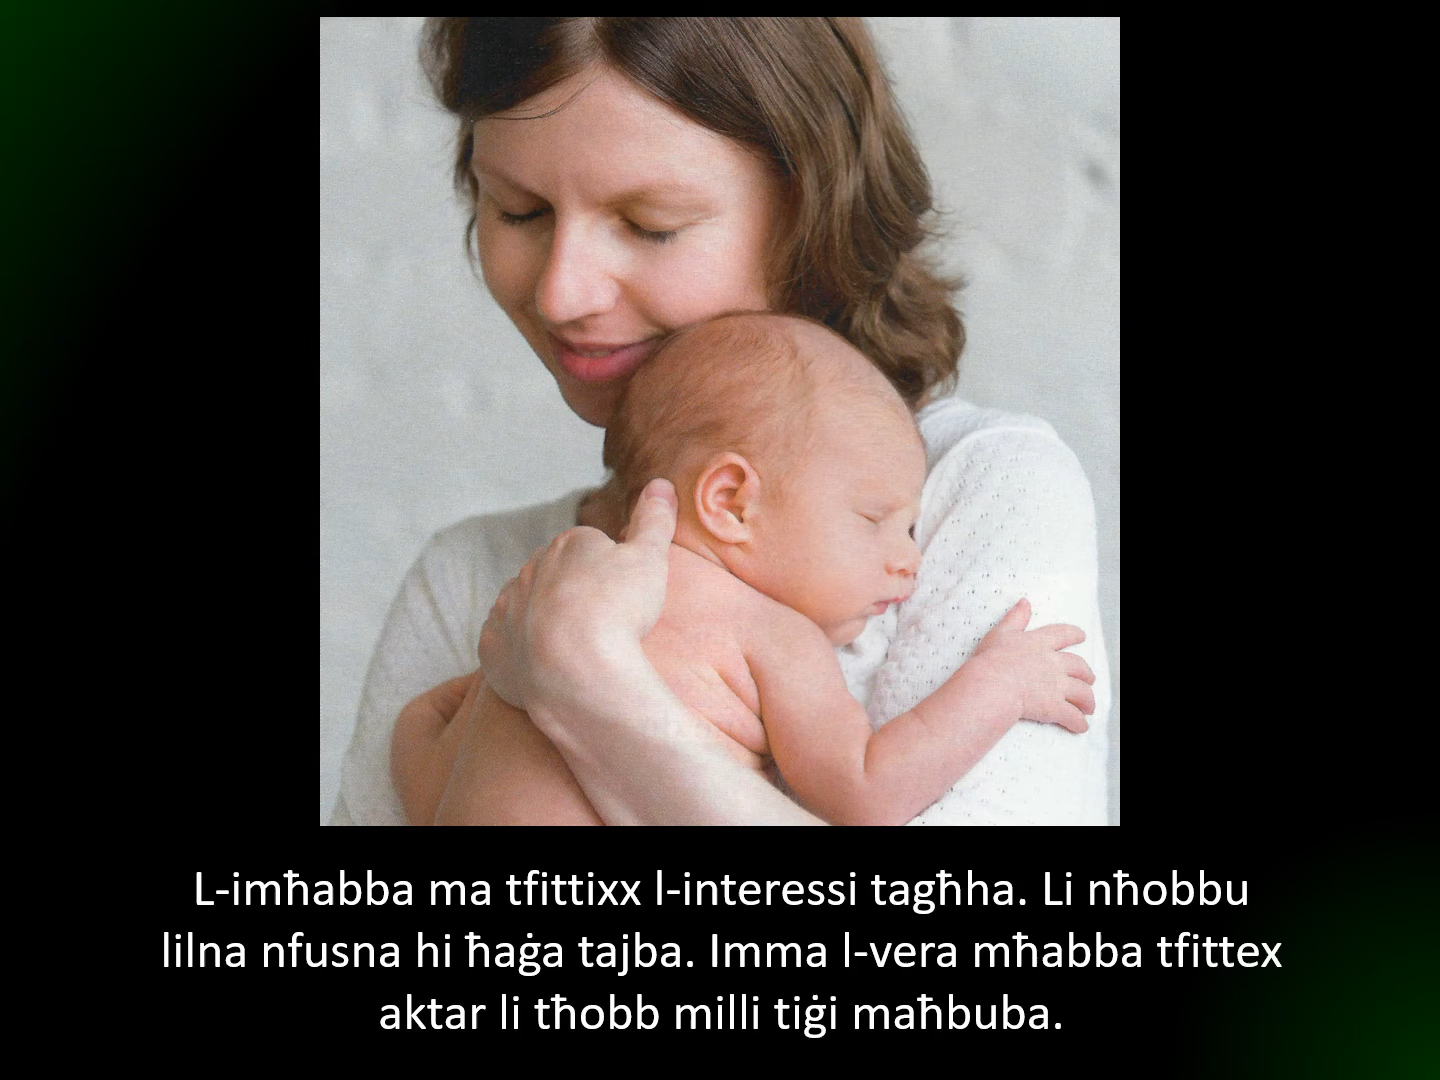 L-imħabba ma tfittixx l-interessi tagħha. Li nħobbu
lilna nfusna hi ħaġa tajba. Imma l-vera mħabba tfittex
aktar li tħobb milli tiġi maħbuba.